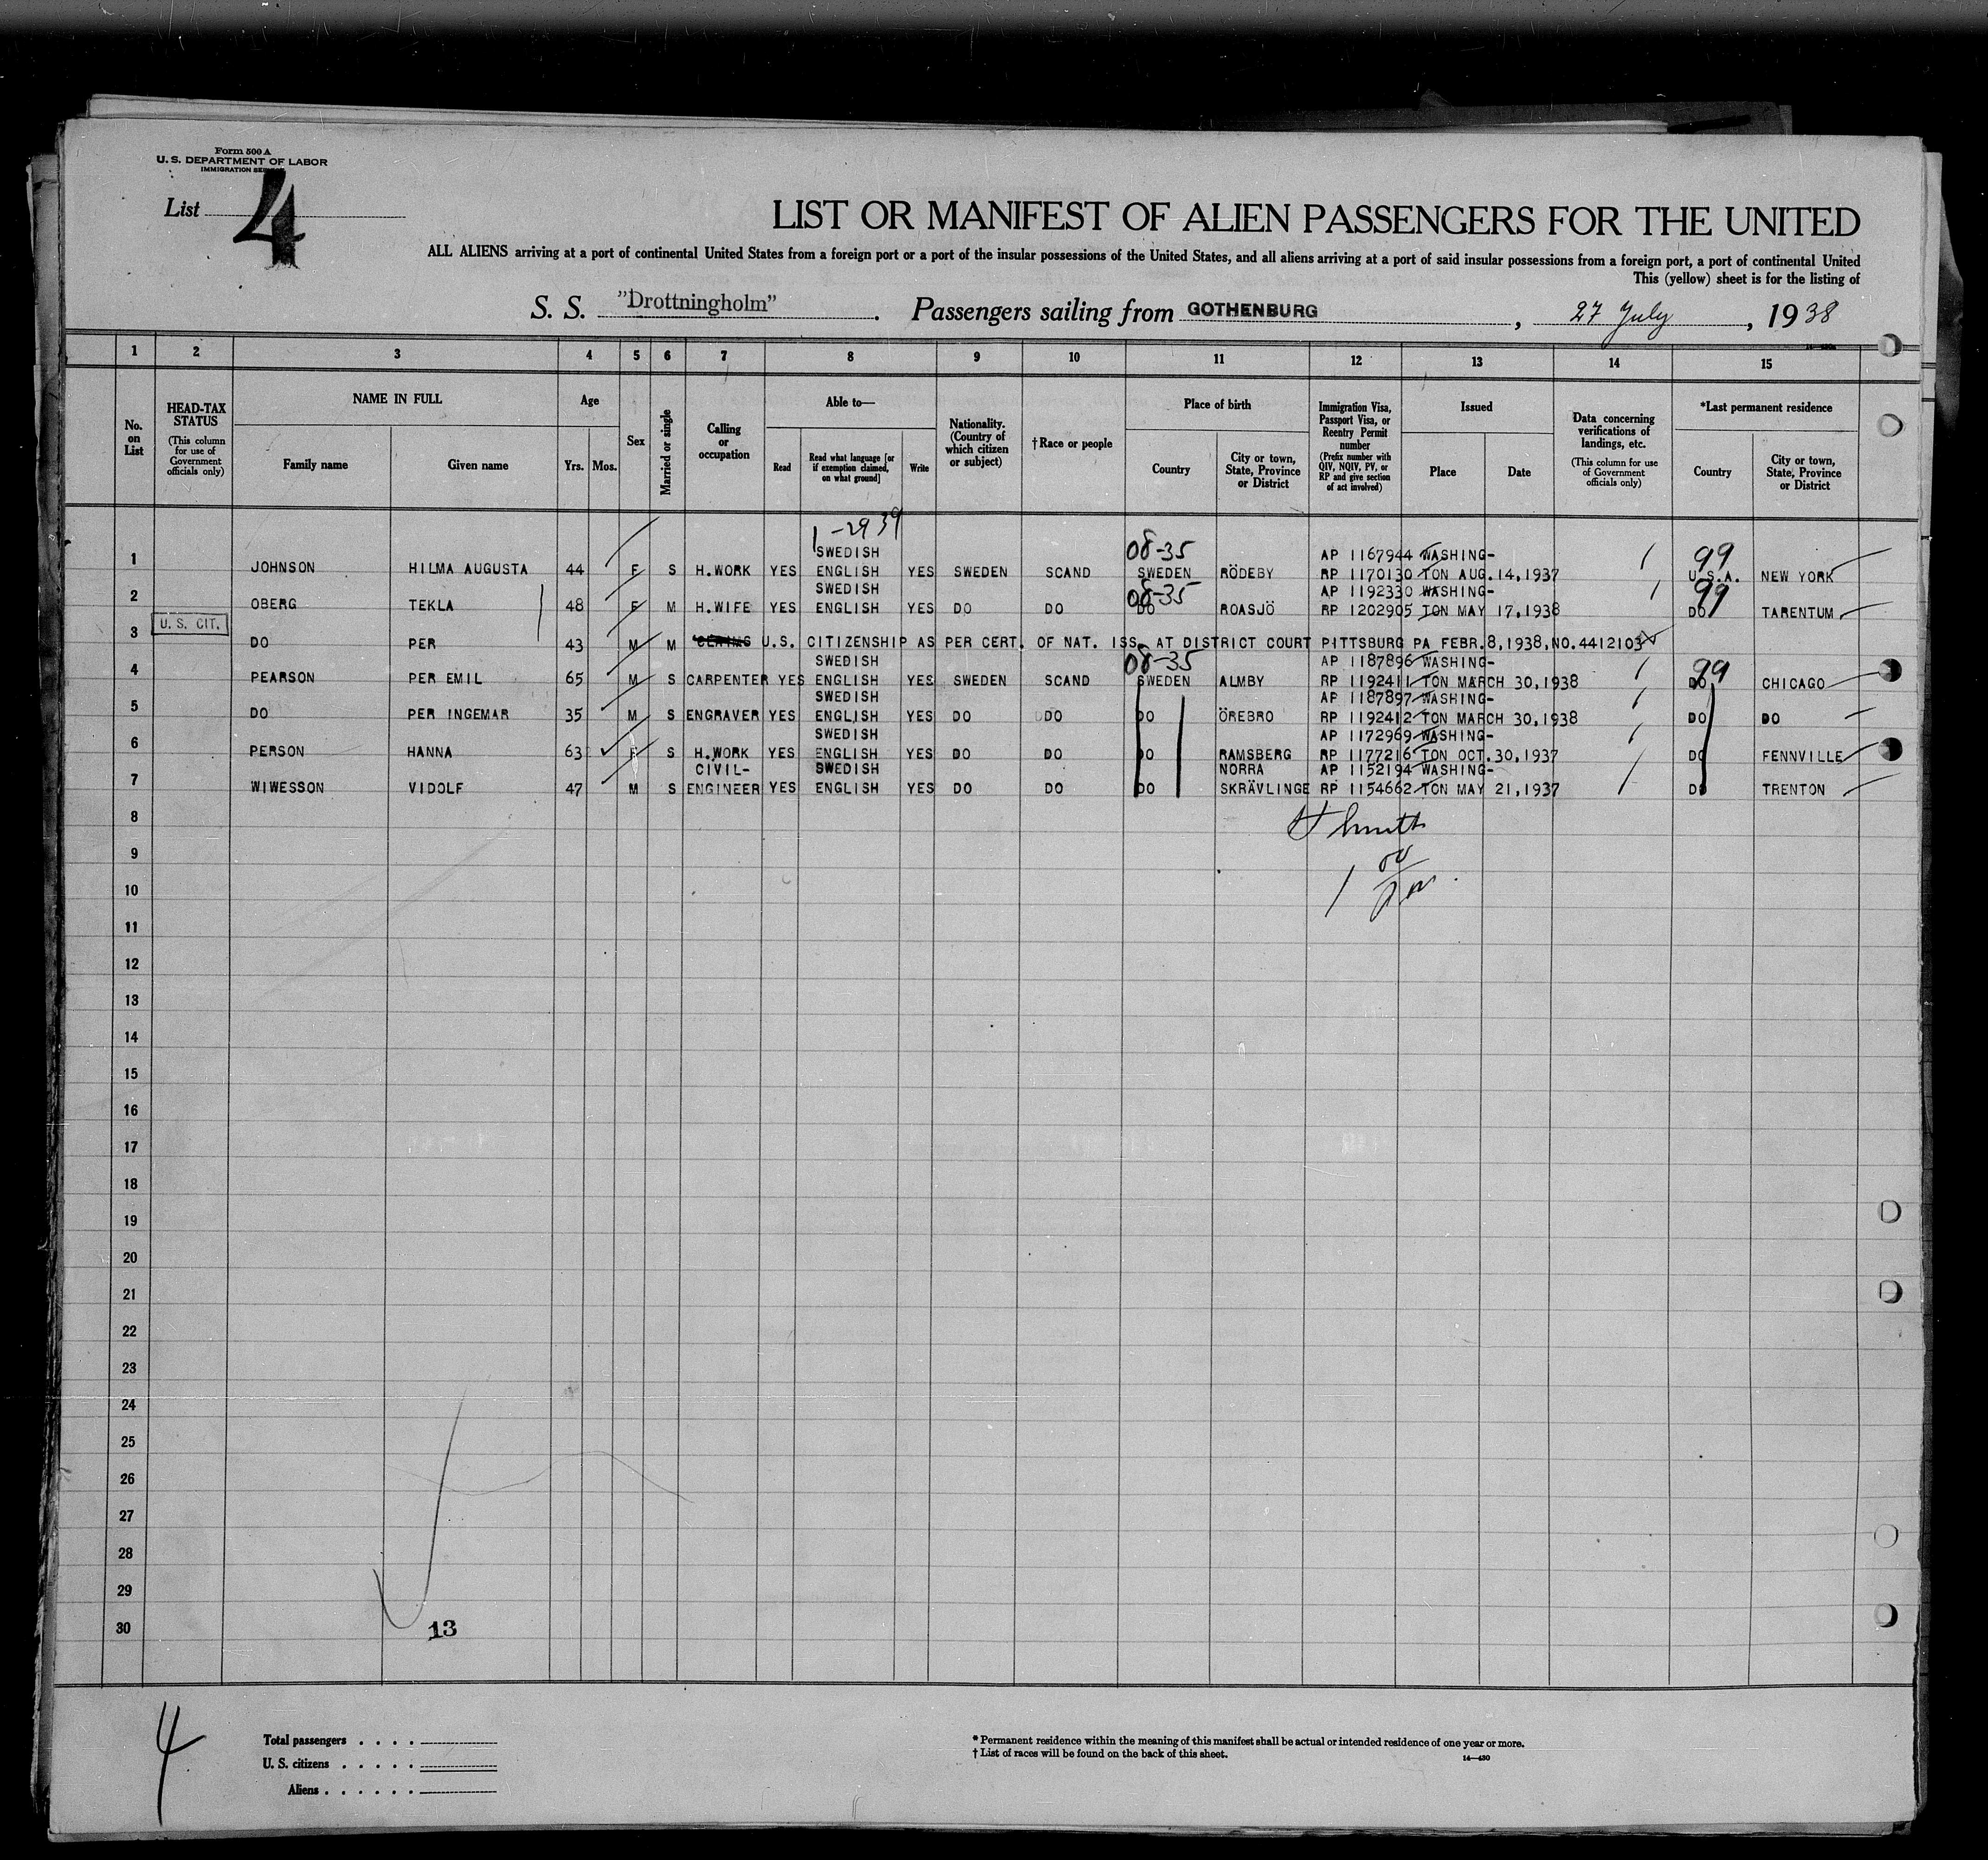 Form 500 A
U. S. DEPARTMENT OF LABOR
IMMIGRATION
List 4
LIST OR MANIFEST OF ALIEN PASSENGERS FOR THE UNITED
ALL ALIENS arriving at a port of continental United States from a foreign port or a port of the insular possessions of the United States, and all aliens arriving at a port of said insular possessions from a foreign port, a port of continental United
This (yellow) sheet is for the listing of
S. S. "Drottningholm". Passengers sailing from GOTHENBURG, 27 July, 1938
1 2 3 4 5 6 7 8 9 10 11 12 13 14 15
No. on List
HEAD-TAX STATUS
(This column for use of Government officials only)
NAME IN FULL
Family name Given name
Age
Yrs. Mos.
Sex
Married or single
Calling or occupation
Able to—
Read
Read what language [or if exemption claimed, on what ground]
Write
Nationality. (Country of which citizen or subject)
†Race or people
Place of birth
Country
City or town, State, Province or District
Immigration Visa, Passport Visa, or Reentry Permit number
(Prefix number with QIV, NQIV, PV, or RP and give section of act involved)
Issued
Place Date
Data concerning verifications of landings, etc.
(This column for use of Government officials only)
*Last permanent residence
Country
City or town, State, Province or District
1-29 39
SWEDISH 08-35 AP 1167944 WASHING- 99
1 JOHNSON HILMA AUGUSTA 44 F S H.WORK YES ENGLISH YES SWEDEN SCAND SWEDEN RÖDEBY RP 1170130 TON AUG.14,1937 U.S.A. NEW YORK
SWEDISH 08-35 AP 1192330 WASHING- 99
2 OBERG TEKLA 48 F M H.WIFE YES ENGLISH YES DO DO DO ROASJÖ RP 1202905 TON MAY 17,1938 DO TARENTUM
U. S. CIT.
3 DO PER 43 M M CLAIMS U.S. CITIZENSHIP AS PER CERT. OF NAT. ISS. AT DISTRICT COURT PITTSBURG PA FEBR.8,1938,NO.4412103
SWEDISH 08-35 AP 1187896 WASHING- 99
4 PEARSON PER EMIL 65 M S CARPENTER YES ENGLISH YES SWEDEN SCAND SWEDEN ALMBY RP 1192411 TON MARCH 30,1938 DO CHICAGO
SWEDISH AP 1187897 WASHING-
5 DO PER INGEMAR 35 M S ENGRAVER YES ENGLISH YES DO DO DO ÖREBRO RP 1192412 TON MARCH 30,1938 DO DO
SWEDISH AP 1172969 WASHING-
6 PERSON HANNA 63 F S H.WORK YES ENGLISH YES DO DO DO RAMSBERG RP 1177216 TON OCT.30,1937 DO FENNVILLE
CIVIL- SWEDISH NORRA AP 1152194 WASHING-
7 WIWESSON VIDOLF 47 M S ENGINEER YES ENGLISH YES DO DO DO SKRÄVLINGE RP 1154662 TON MAY 21,1937 DO TRENTON
8
9
10
11
12
13
14
15
16
17
18
19
20
21
22
23
24
25
26
27
28
29
30
13
4
Total passengers
U. S. citizens
Aliens
* Permanent residence within the meaning of this manifest shall be actual or intended residence of one year or more.
† List of races will be found on the back of this sheet.
14—430